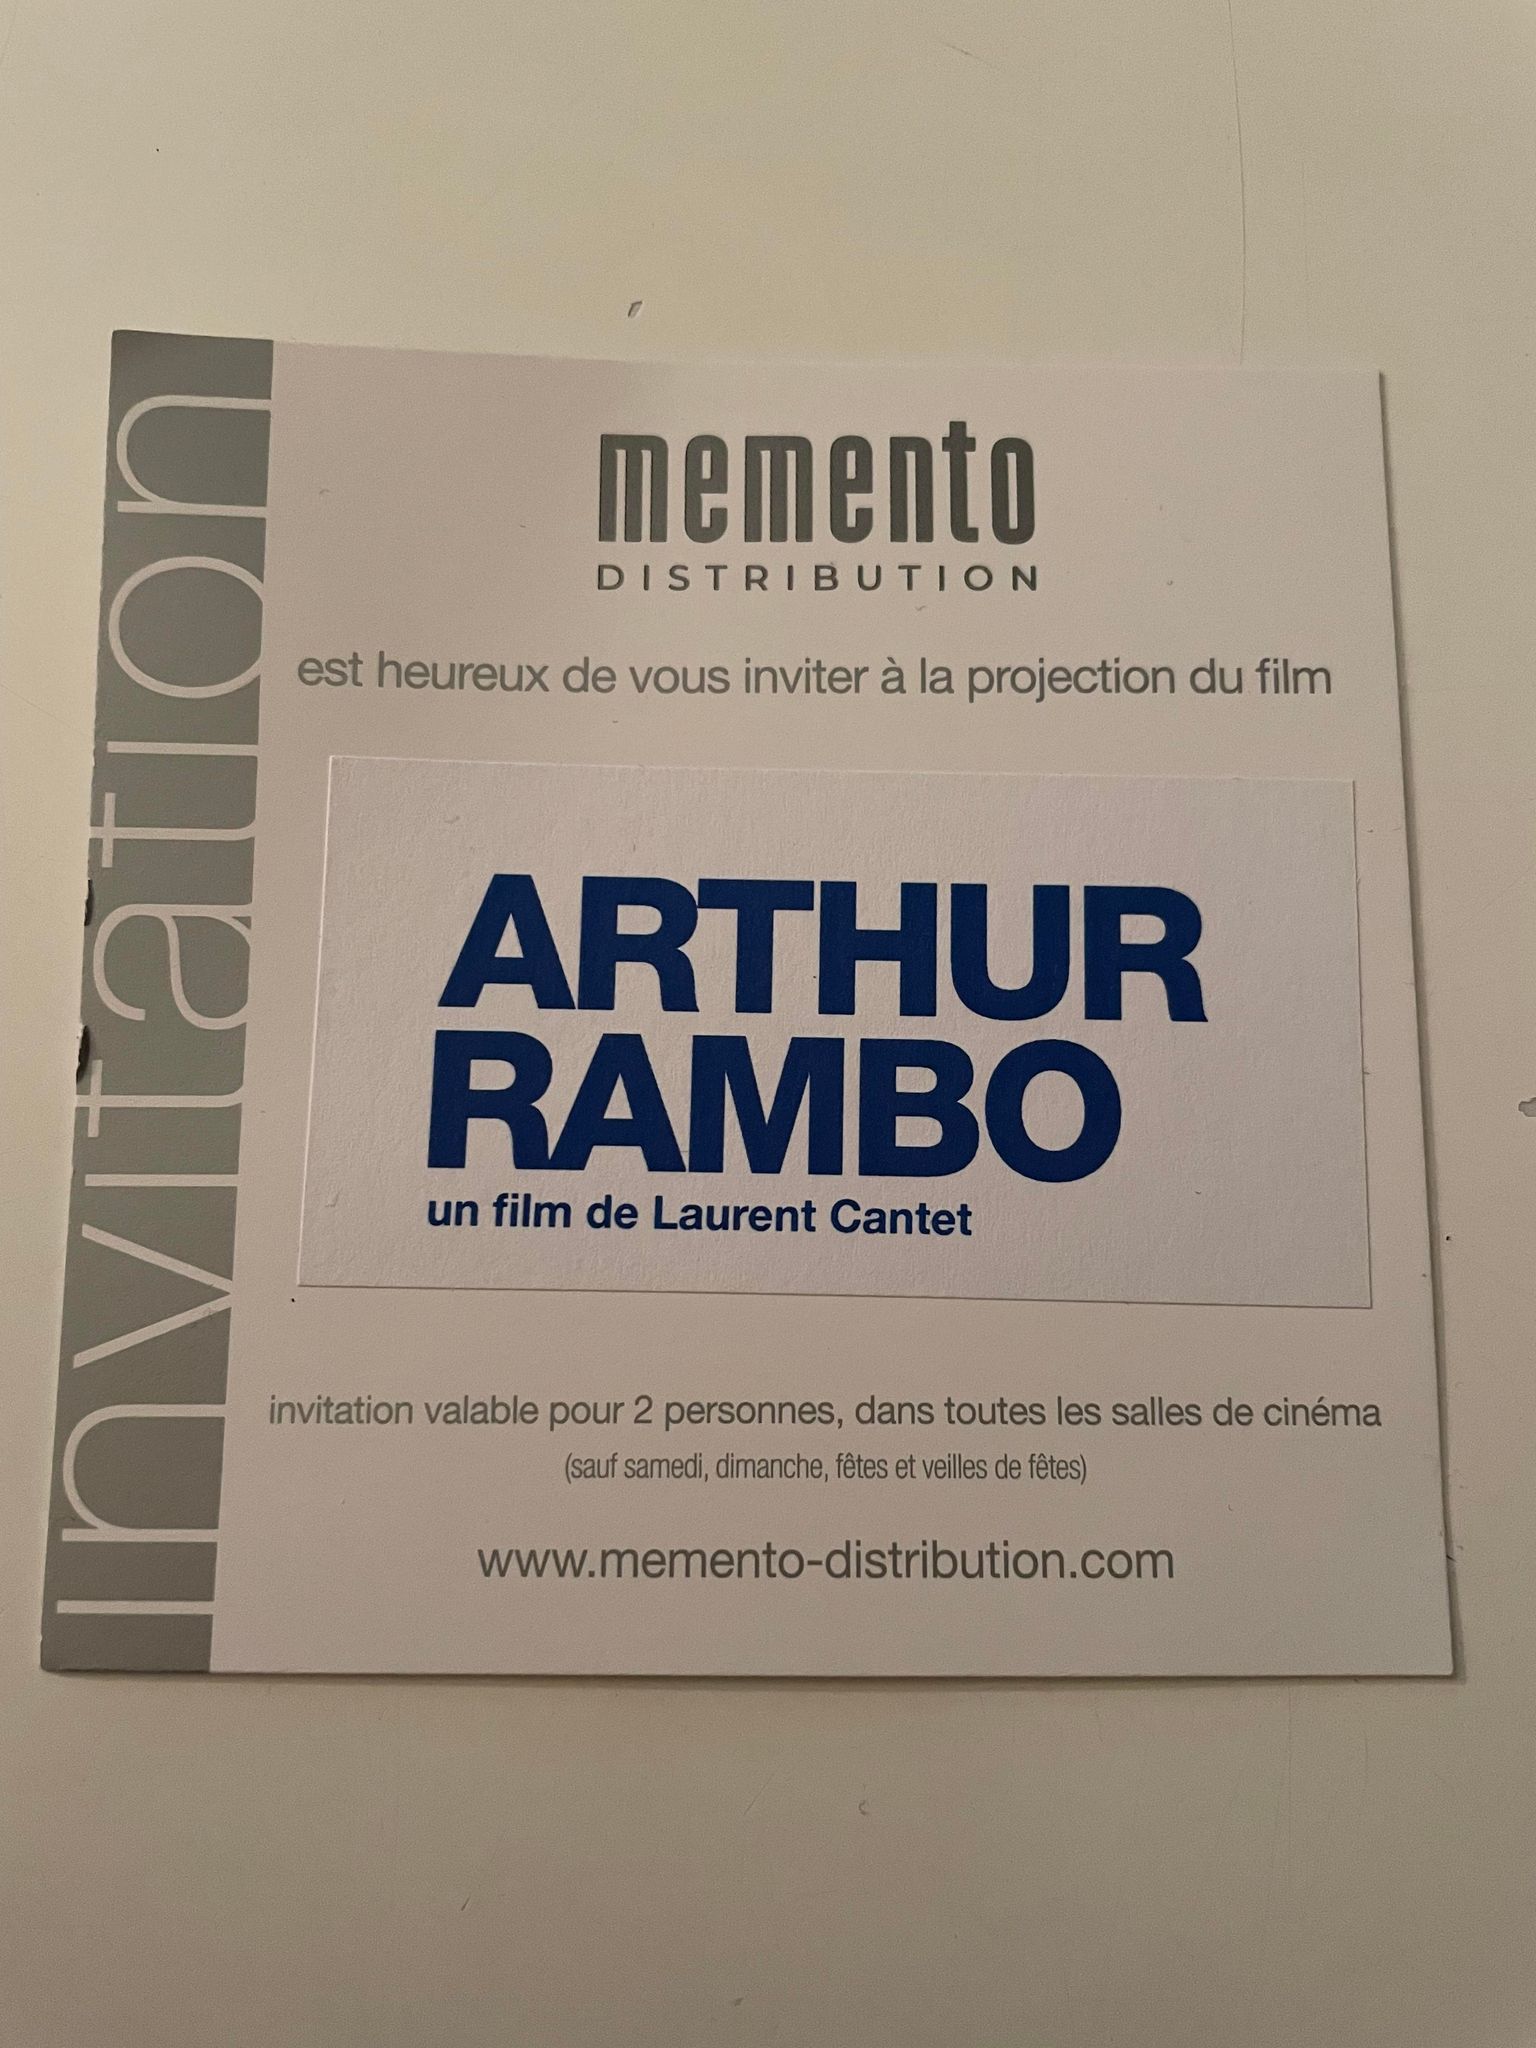 Invitation
memento
DISTRIBUTION
est heureux de vous inviter à la projection du film
ARTHUR
RAMBO
un film de Laurent Cantet
invitation valable pour 2 personnes, dans toutes les salles de cinéma
(sauf samedi, dimanche, fêtes et veilles de fêtes)
www.memento-distribution.com